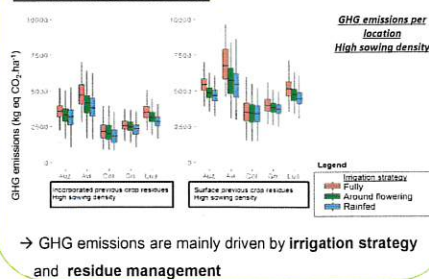 GHG emissions per
location
High sowing density
GHG emissions (kg eq CO₂.ha⁻¹)
10000
7500
5000
2500
0
10000
7500
5000
2500
0
Incorporated previous crop residues
High sowing density
Surface previous crop residues
High sowing density
Legend
Irrigation strategy
Fully
Around flowering
Rainfed
→ GHG emissions are mainly driven by irrigation strategy
and residue management